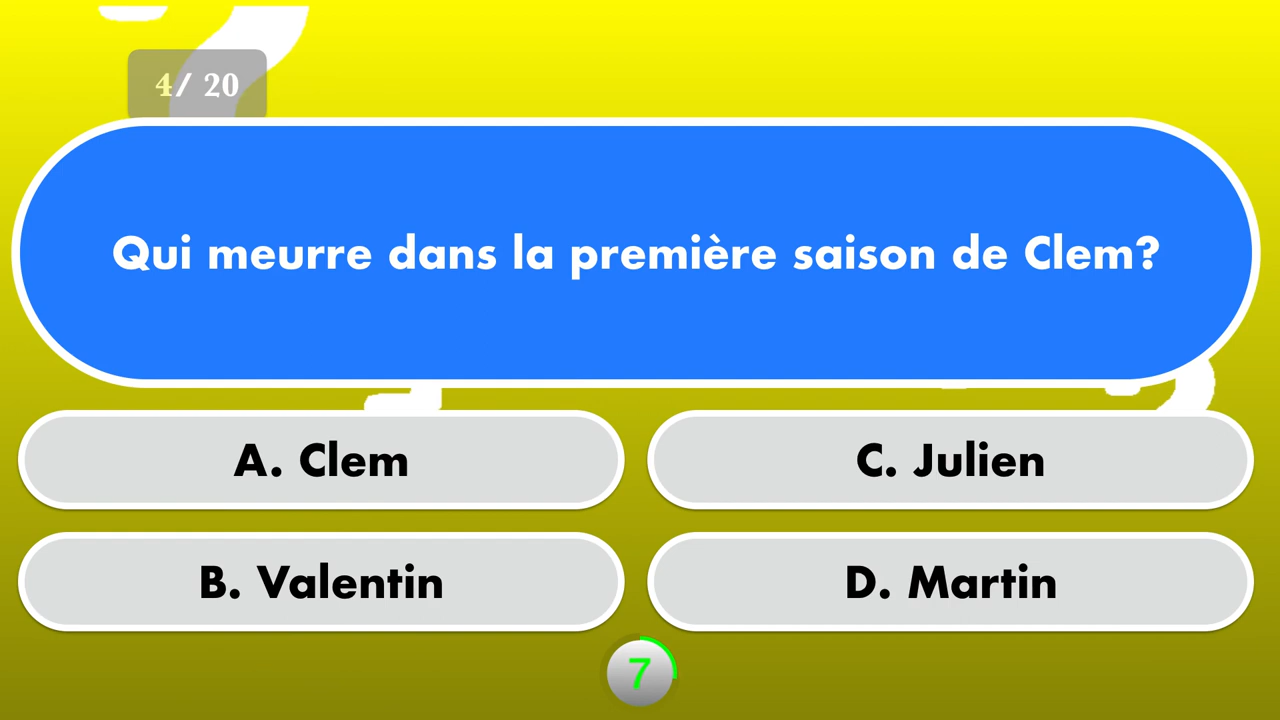 4/ 20
Qui meurre dans la première saison de Clem?
A. Clem
C. Julien
B. Valentin
D. Martin
7